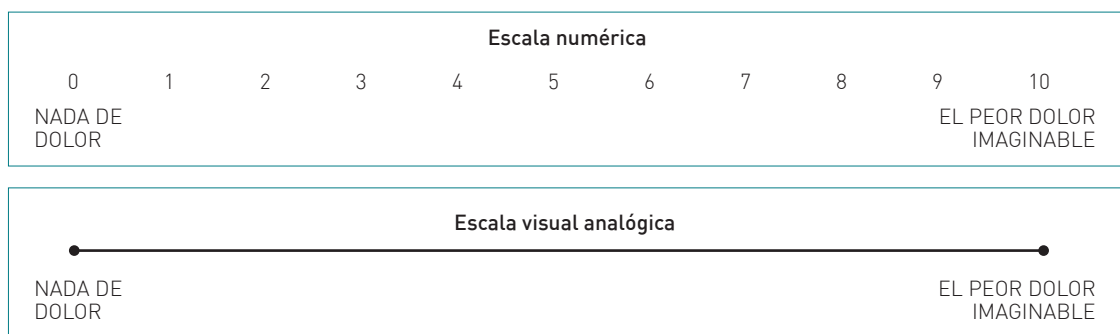 Escala numérica
0 1 2 3 4 5 6 7 8 9 10
NADA DE DOLOR
EL PEOR DOLOR IMAGINABLE
Escala visual analógica
NADA DE DOLOR
EL PEOR DOLOR IMAGINABLE